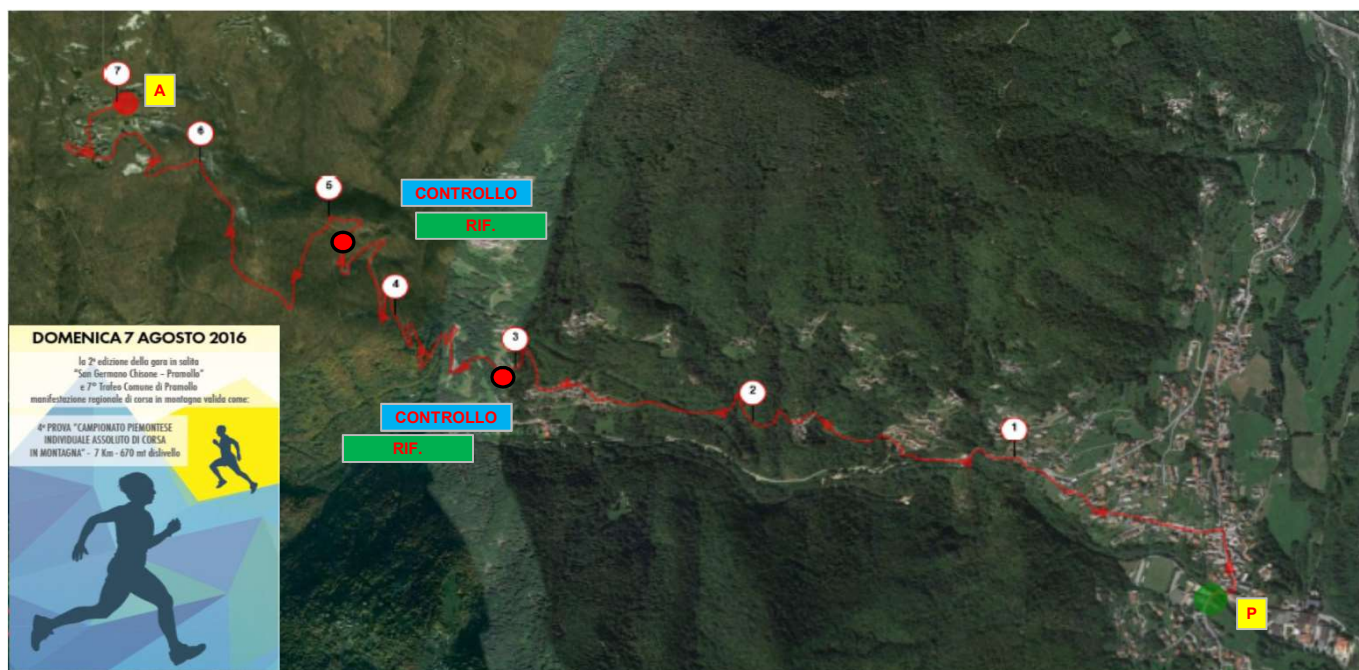 7
A
6
5
CONTROLLO
RIF.
4
3
CONTROLLO
RIF.
2
1
P
DOMENICA 7 AGOSTO 2016
la 2ª edizione della gara in salita
"San Germano Chisone – Pramollo"
e 7° Trofeo Comune di Pramollo
manifestazione regionale di corsa in montagna valida come:
4ª PROVA "CAMPIONATO PIEMONTESE
INDIVIDUALE ASSOLUTO DI CORSA
IN MONTAGNA" - 7 Km - 670 mt dislivello